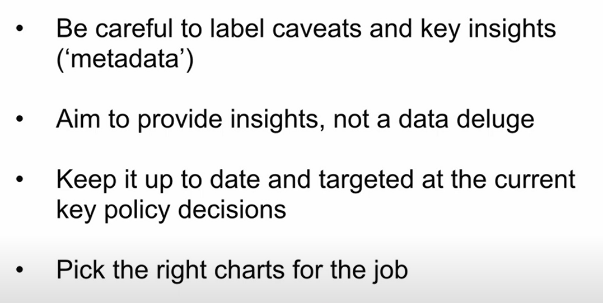 • Be careful to label caveats and key insights
(‘metadata’)
• Aim to provide insights, not a data deluge
• Keep it up to date and targeted at the current
key policy decisions
• Pick the right charts for the job